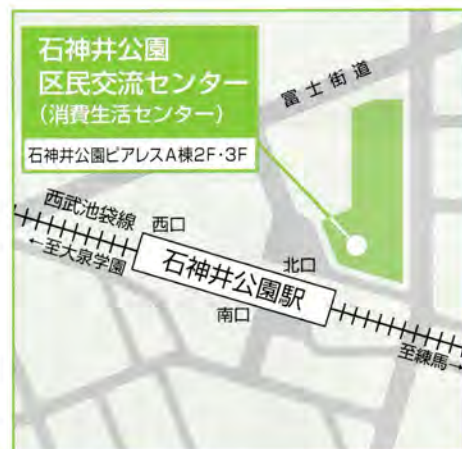 石神井公園
区民交流センター
(消費生活センター)
石神井公園ピアレスA棟2F・3F
富士街道
西武池袋線
西口
←至大泉学園
石神井公園駅
北口
南口
至練馬→